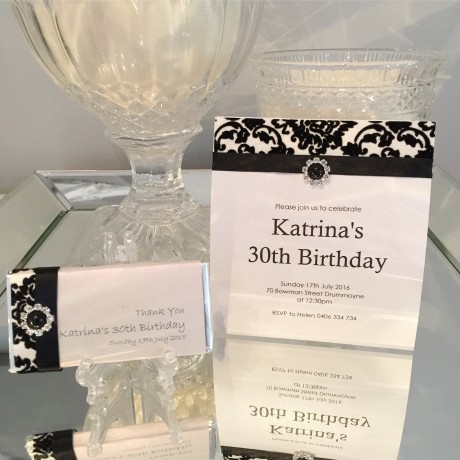 Please join us to celebrate
Katrina's
30th Birthday
Sunday 17th July 2016
70 Bowman Street Drummoyne
at 12:30pm
RSVP to Helen 0406 334 734
Thank You
Katrina's 30th Birthday
Sunday 17th July 2015